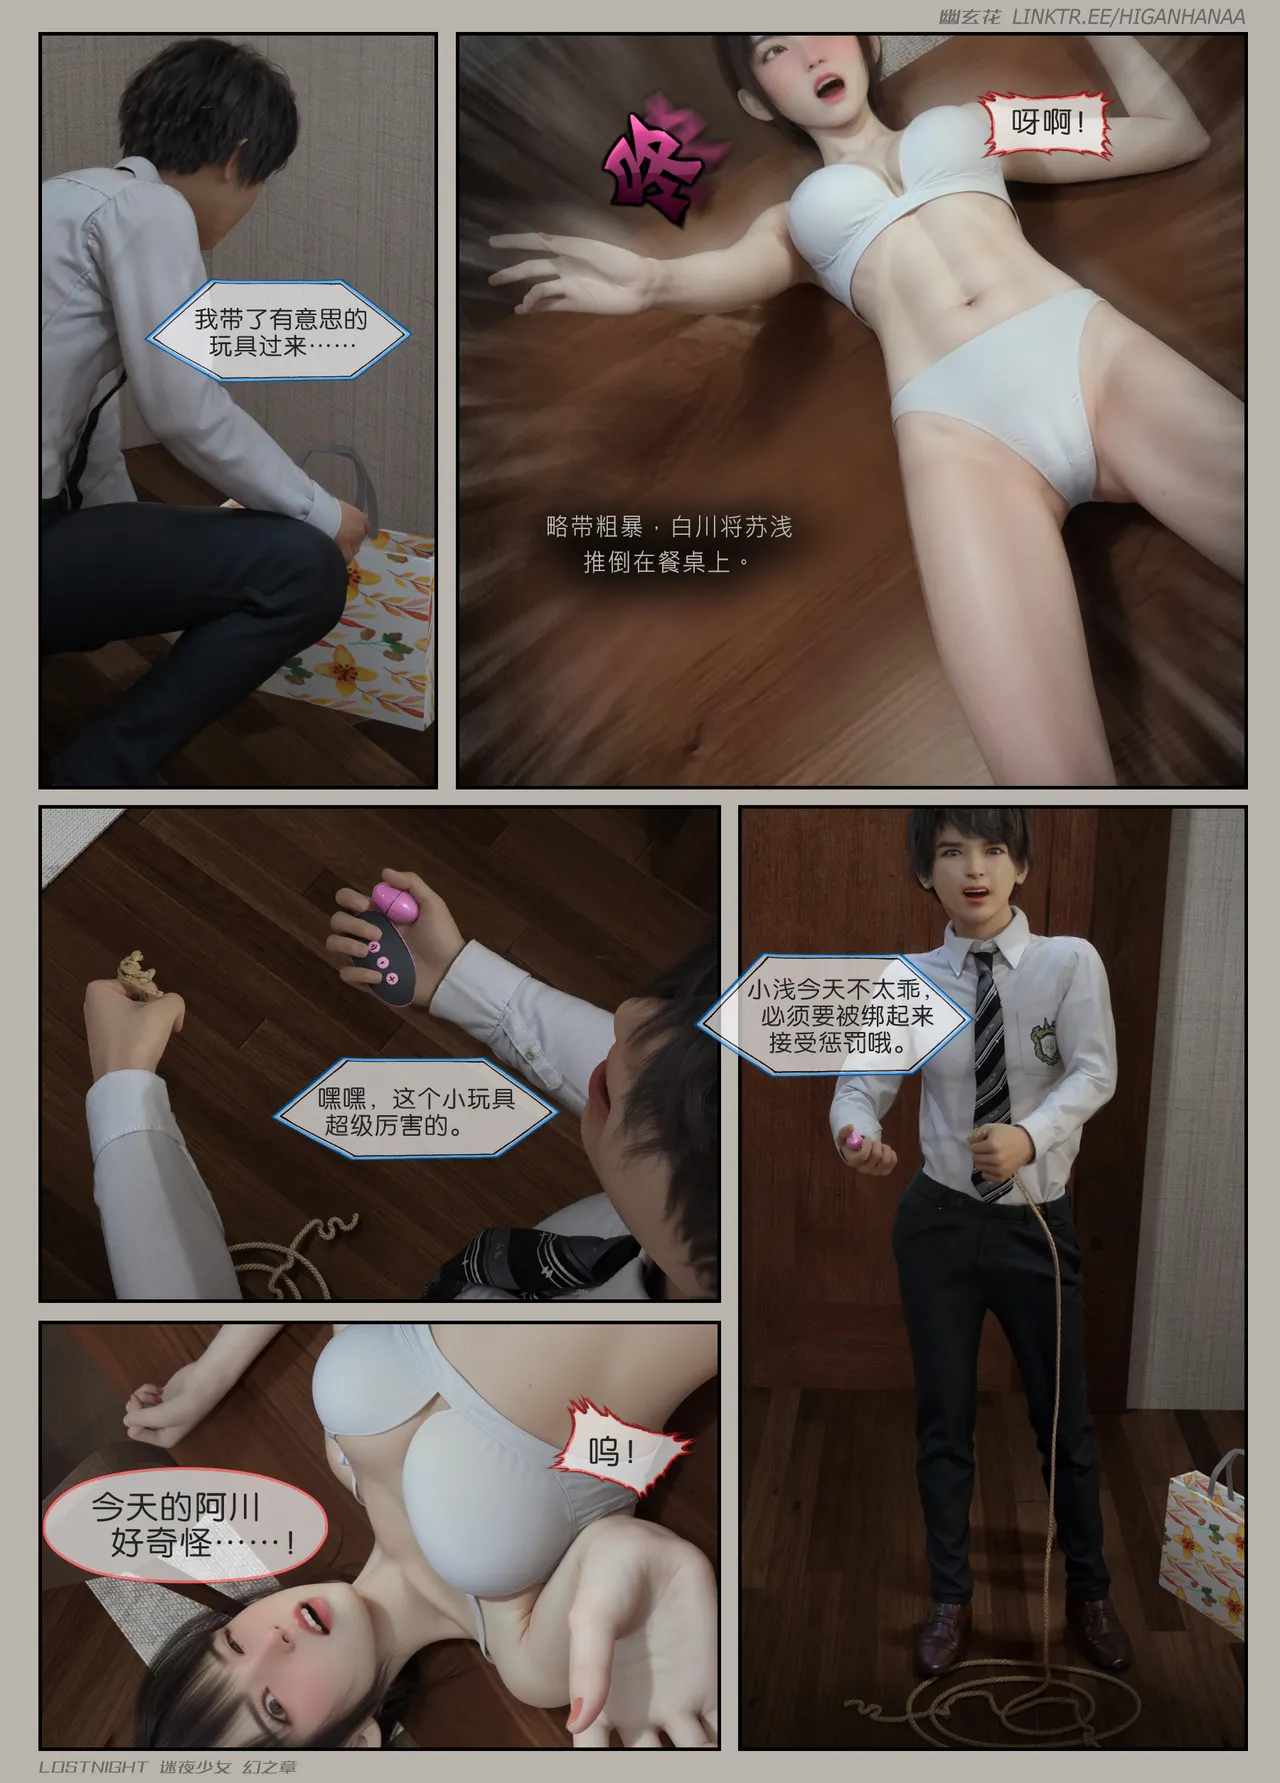 幽玄花 LINKTR.EE/HIGANHANAA
我带了有意思的
玩具过来……
咚
呀啊！
略带粗暴，白川将苏浅
推倒在餐桌上。
嘿嘿，这个小玩具
超级厉害的。
小浅今天不太乖，
必须要被绑起来
接受惩罚哦。
呜！
今天的阿川
好奇怪……！
LOSTNIGHT 迷夜少女 幻之章